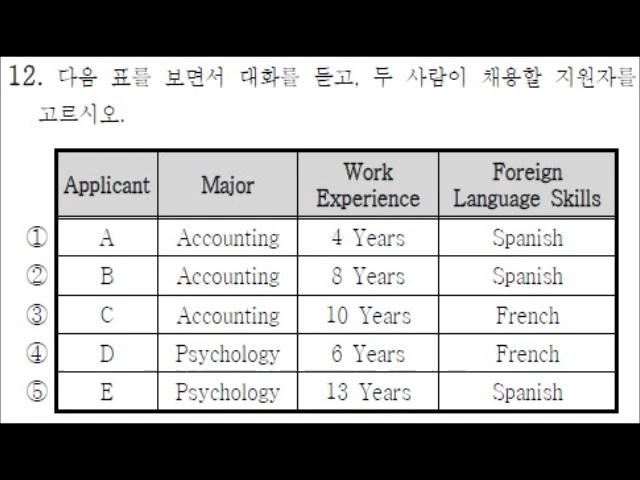 12. 다음 표를 보면서 대화를 듣고, 두 사람이 채용할 지원자를
고르시오.
Applicant Major Work Experience Foreign Language Skills
① A Accounting 4 Years Spanish
② B Accounting 8 Years Spanish
③ C Accounting 10 Years French
④ D Psychology 6 Years French
⑤ E Psychology 13 Years Spanish